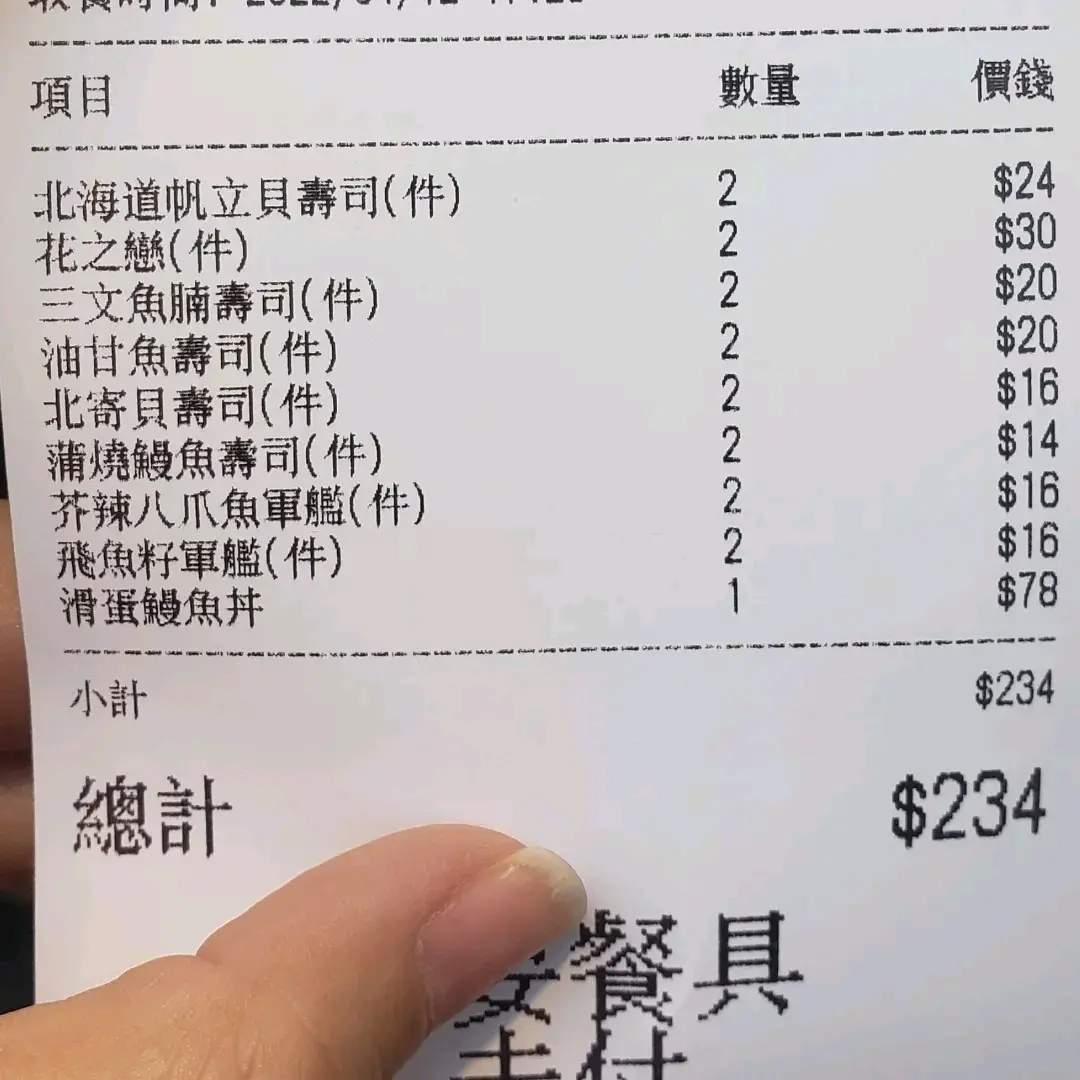 項目 數量 價錢
北海道帆立貝壽司(件) 2 $24
花之戀(件) 2 $30
三文魚腩壽司(件) 2 $20
油甘魚壽司(件) 2 $20
北寄貝壽司(件) 2 $16
蒲燒鰻魚壽司(件) 2 $14
芥辣八爪魚軍艦(件) 2 $16
飛魚籽軍艦(件) 2 $16
滑蛋鰻魚丼 1 $78
小計 $234
總計 $234
餐具